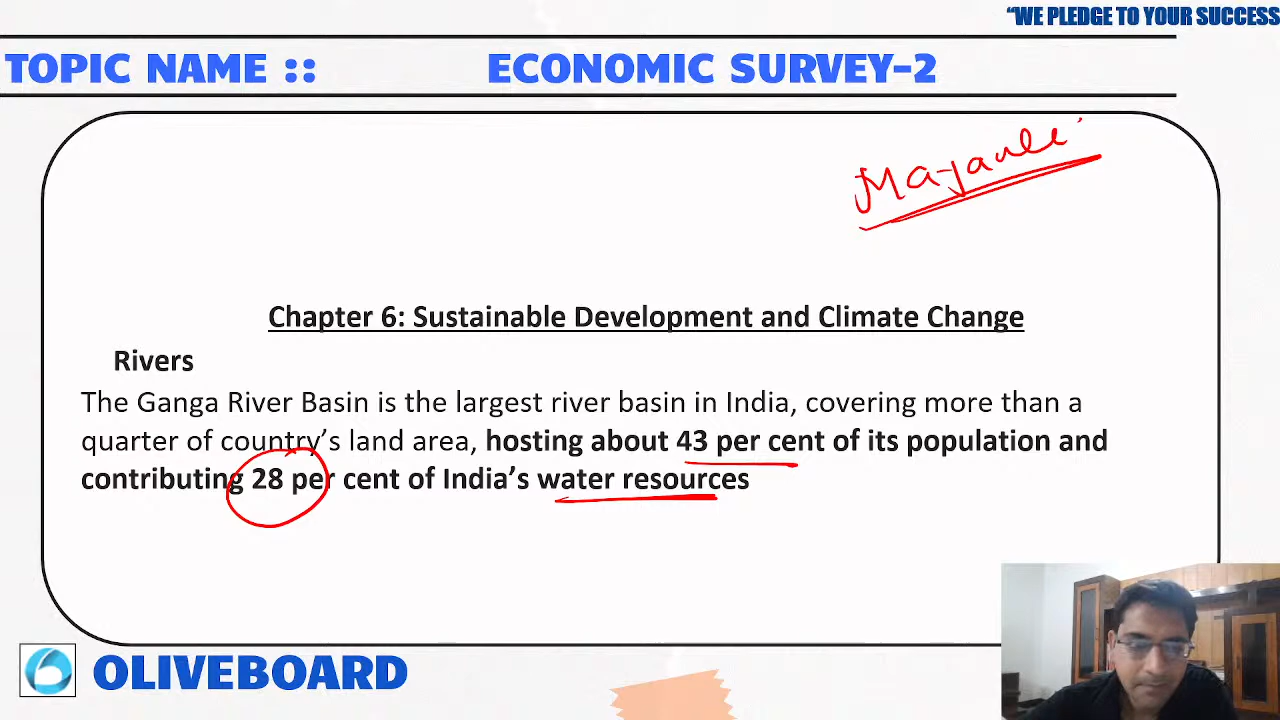 “WE PLEDGE TO YOUR SUCCESS
TOPIC NAME :: ECONOMIC SURVEY-2
Chapter 6: Sustainable Development and Climate Change
Rivers
The Ganga River Basin is the largest river basin in India, covering more than a
quarter of country’s land area, hosting about 43 per cent of its population and
contributing 28 per cent of India’s water resources
OLIVEBOARD